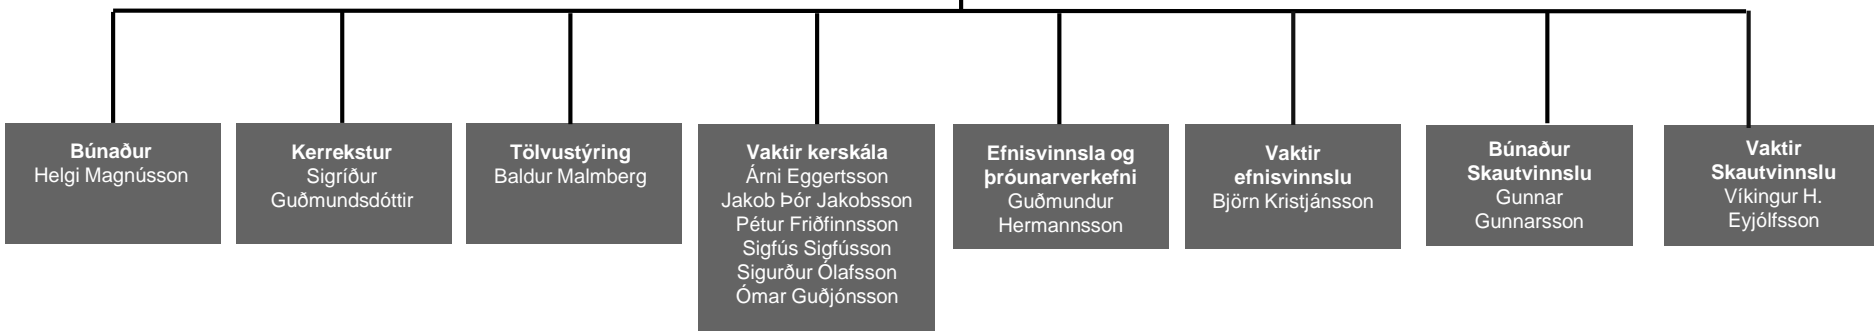 Búnaður
Helgi Magnússon
Kerrekstur
Sigríður
Guðmundsdóttir
Tölvustýring
Baldur Malmberg
Vaktir kerskála
Árni Eggertsson
Jakob Þór Jakobsson
Pétur Friðfinnsson
Sigfús Sigfússon
Sigurður Ólafsson
Ómar Guðjónsson
Efnisvinnsla og
þróunarverkefni
Guðmundur
Hermannsson
Vaktir
efnisvinnslu
Björn Kristjánsson
Búnaður
Skautvinnslu
Gunnar
Gunnarsson
Vaktir
Skautvinnslu
Víkingur H.
Eyjólfsson